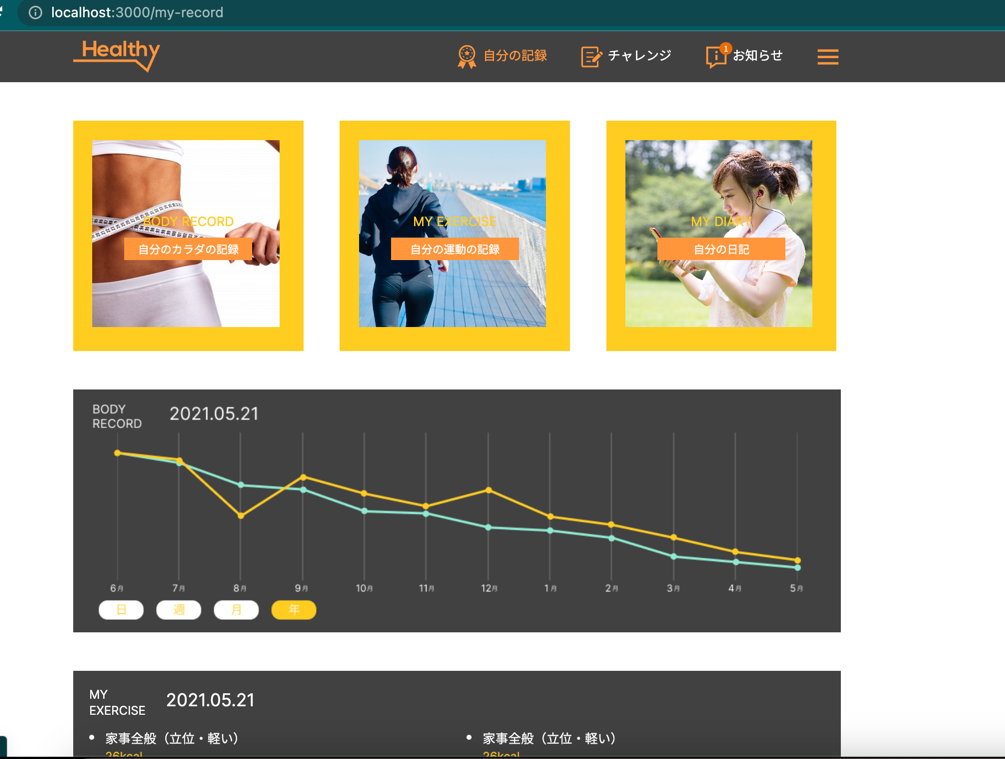 localhost:3000/my-record
Healthy
自分の記録
チャレンジ
1
お知らせ
BODY RECORD
自分のカラダの記録
MY EXERCISE
自分の運動の記録
MY DIARY
自分の日記
BODY
RECORD
2021.05.21
6月 7月 8月 9月 10月 11月 12月 1月 2月 3月 4月 5月
日 週 月 年
MY
EXERCISE
2021.05.21
家事全般（立位・軽い）
26kcal
家事全般（立位・軽い）
26kcal